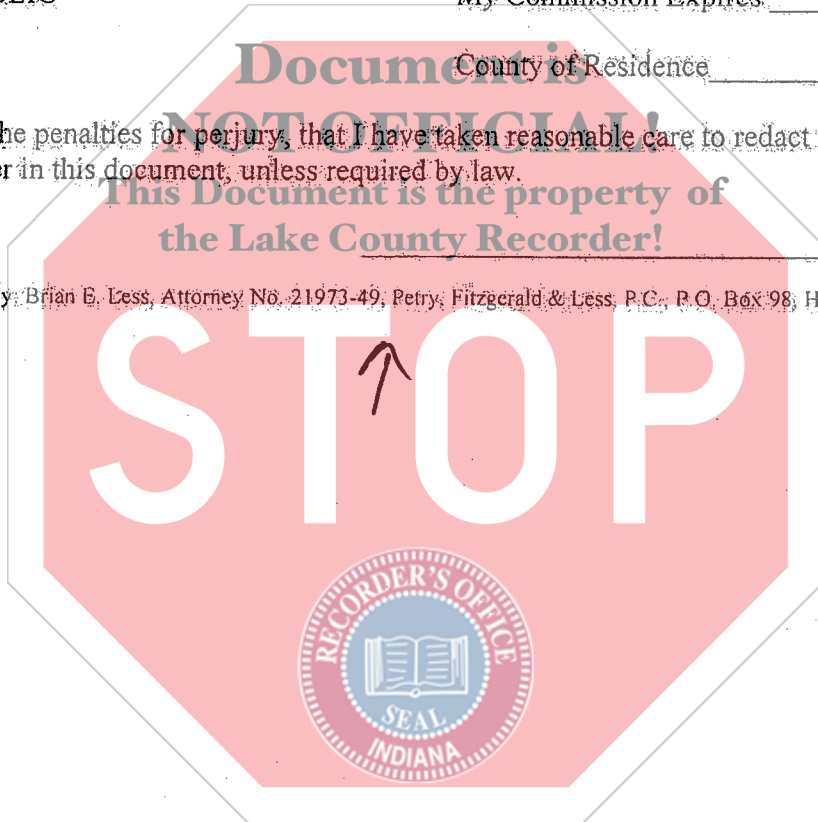 My Commission Expires
Document is
County of Residence
NOT OFFICIAL!
he penalties for perjury, that I have taken reasonable care to redact
r in this document, unless required by law.
This Document is the property of
the Lake County Recorder!
y Brian E. Less, Attorney No. 21973-49, Petry, Fitzgerald & Less, P.C., P.O. Box 98, H
STOP
RECORDER'S OFFICE
SEAL
INDIANA